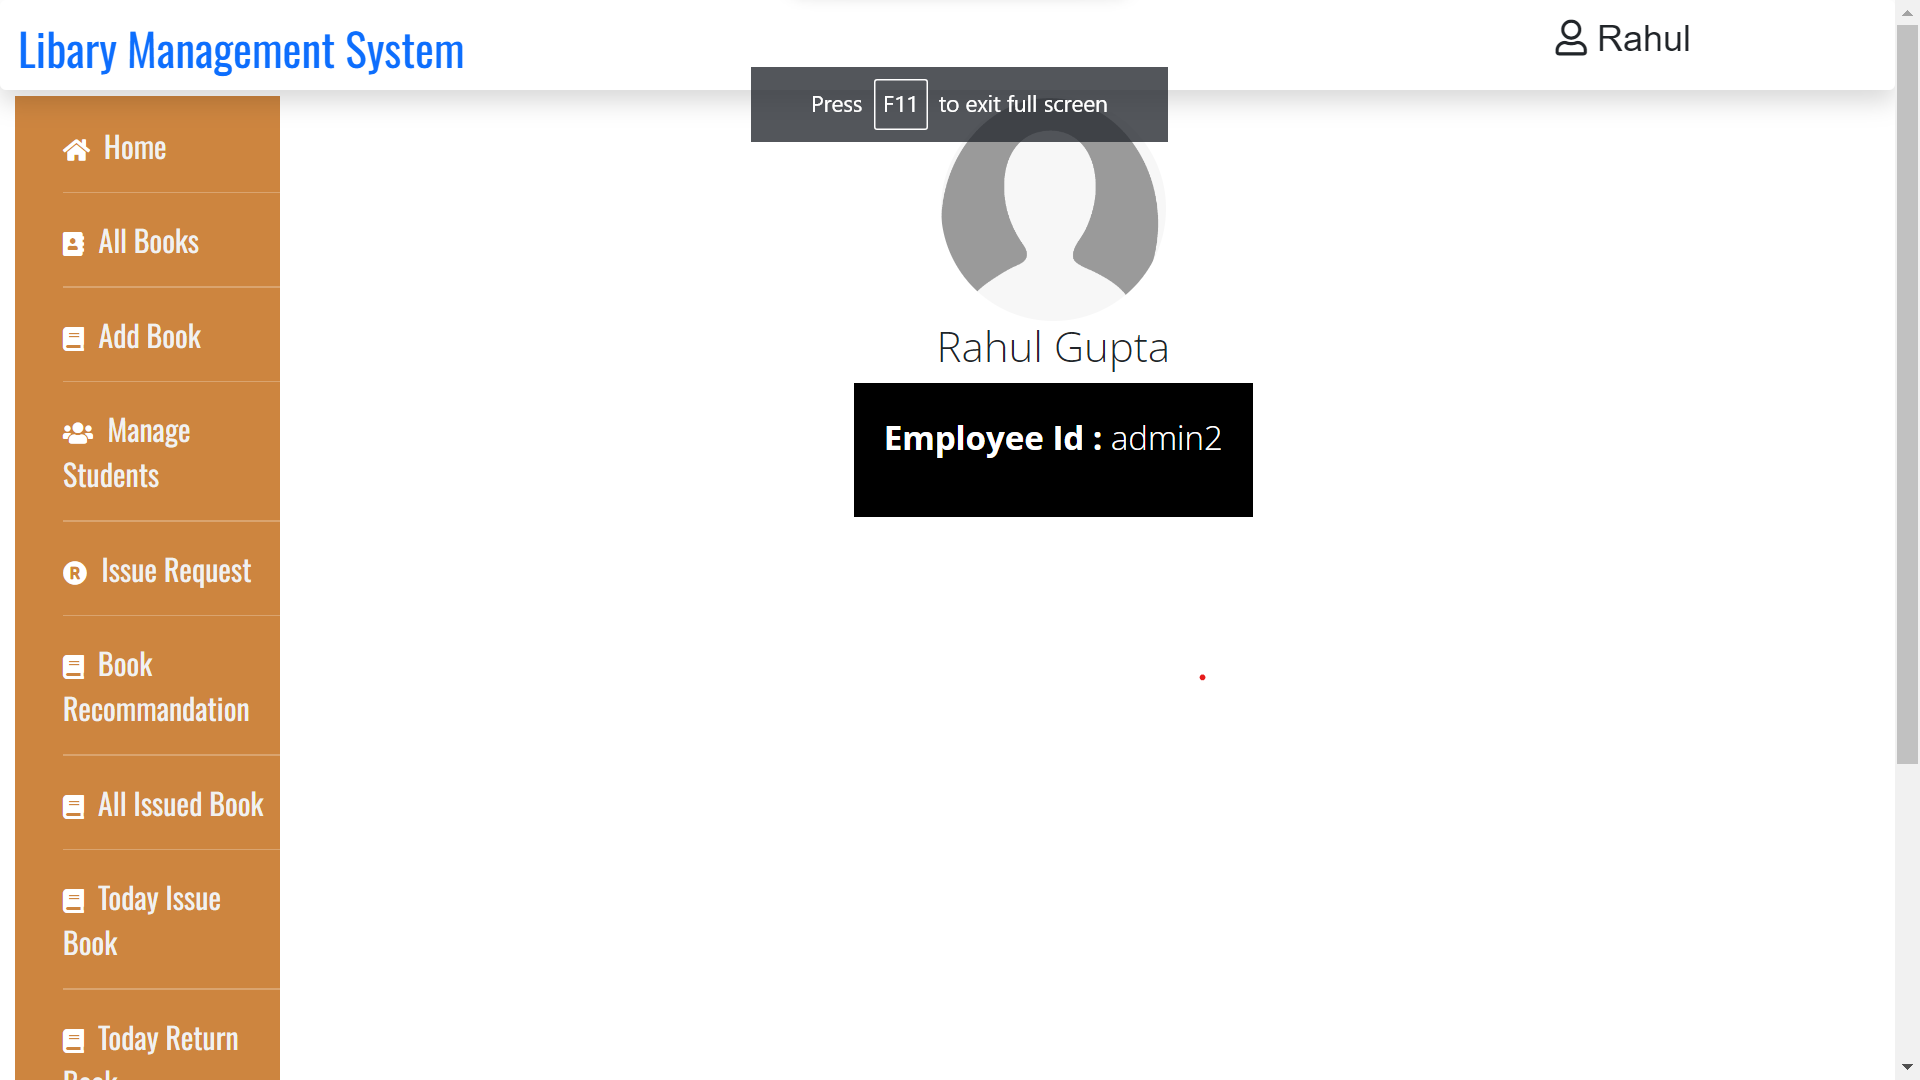 Libary Management System
Rahul
Press F11 to exit full screen
Home
All Books
Add Book
Manage
Students
Issue Request
Book
Recommandation
All Issued Book
Today Issue
Book
Today Return
Rahul Gupta
Employee Id : admin2